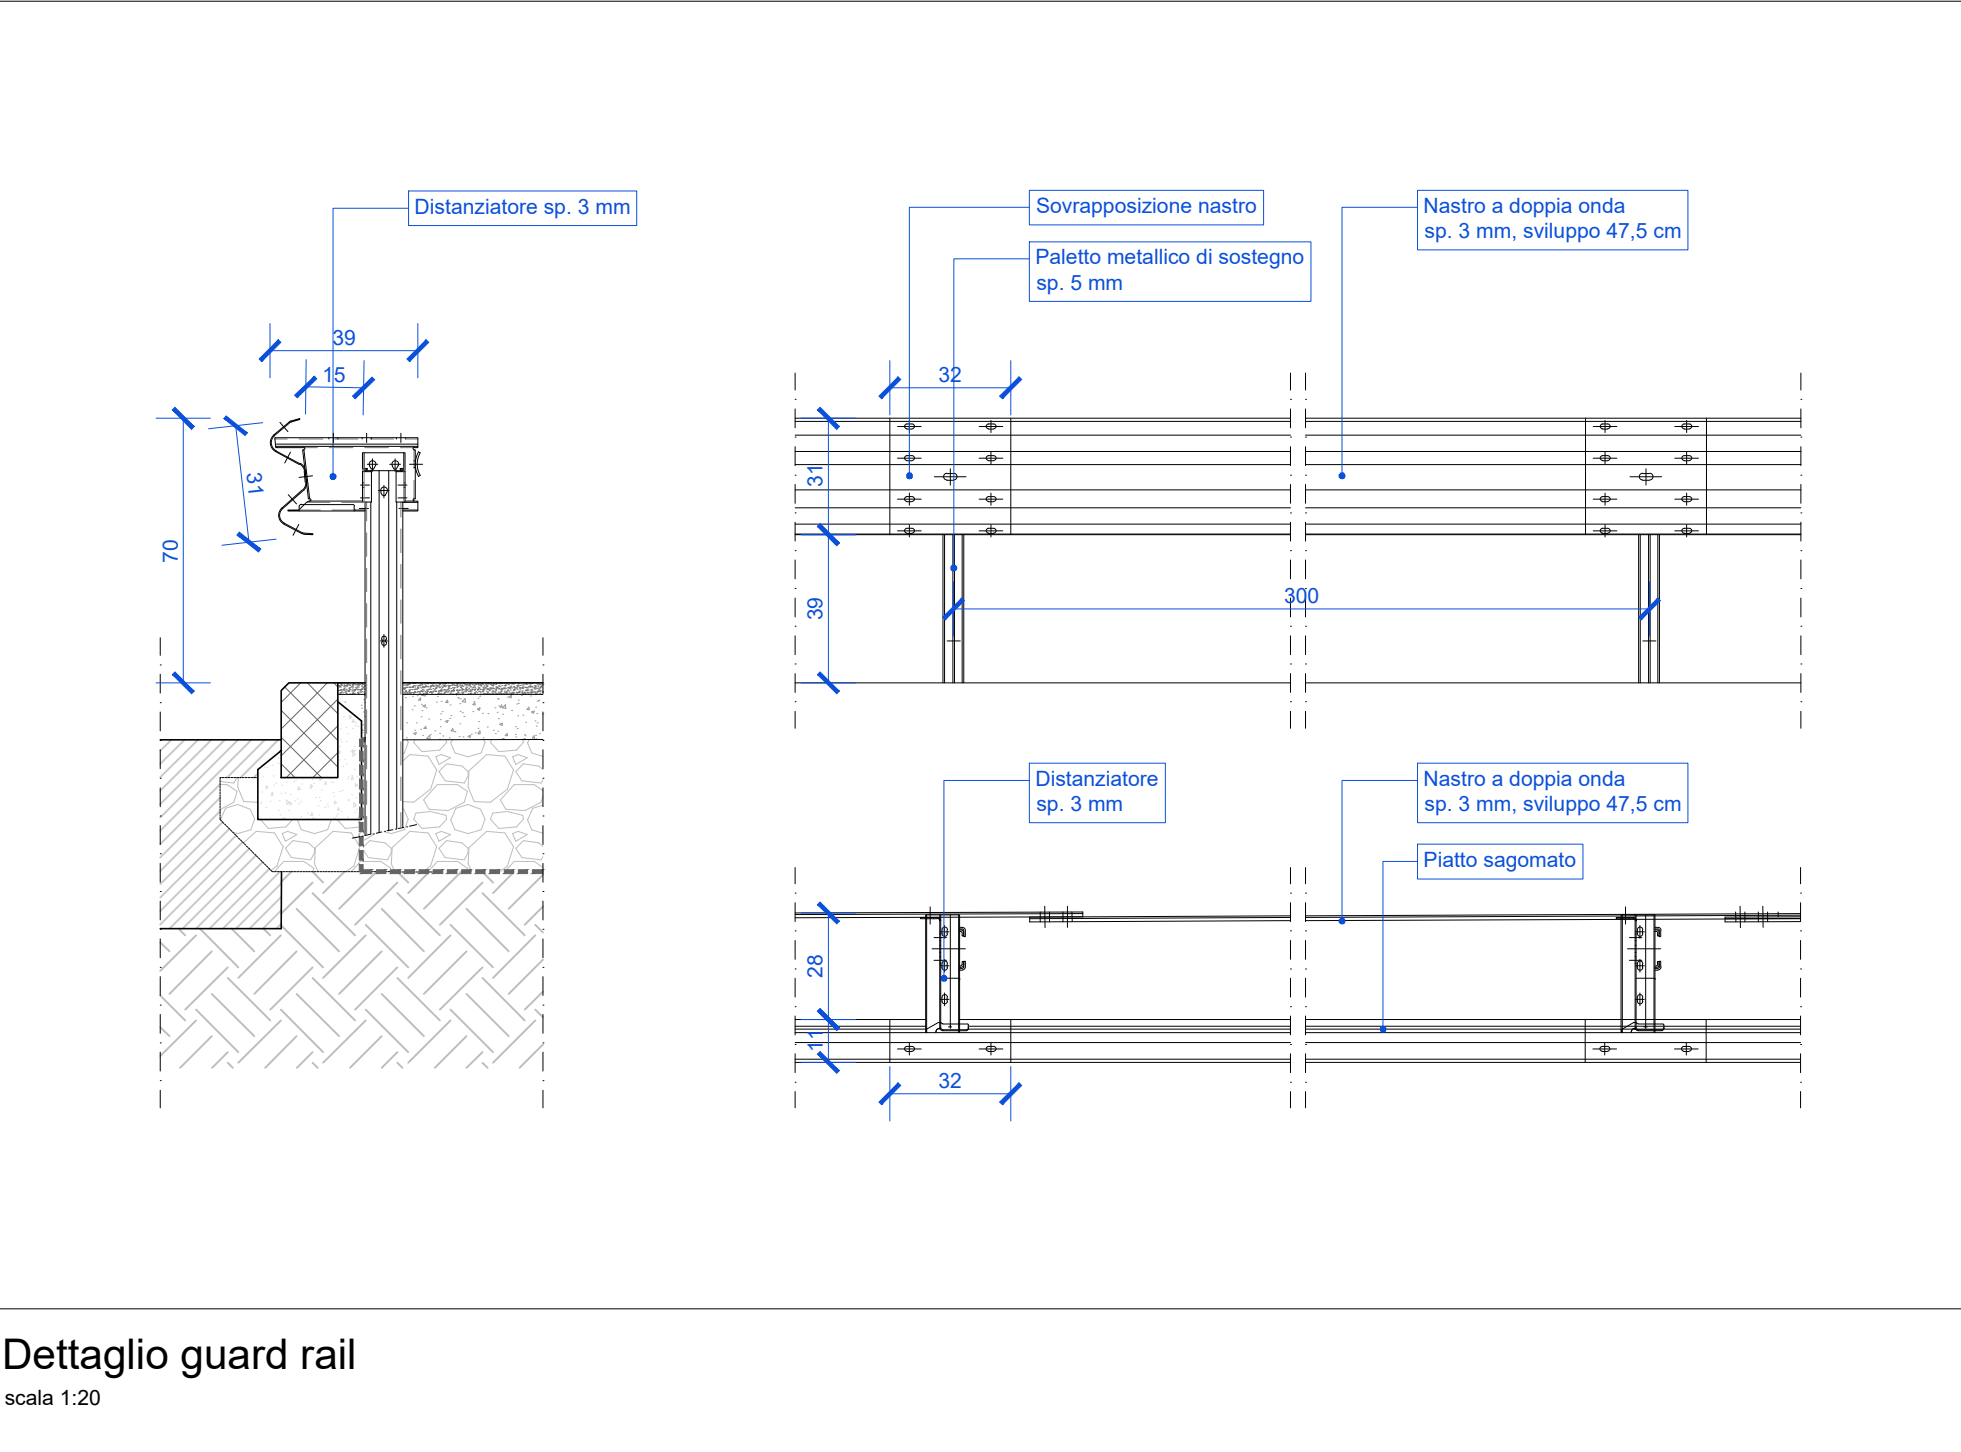 Distanziatore sp. 3 mm
Sovrapposizione nastro
Nastro a doppia onda
sp. 3 mm, sviluppo 47,5 cm
Paletto metallico di sostegno
sp. 5 mm
39
15
31
70
32
31
39
300
Distanziatore
sp. 3 mm
Nastro a doppia onda
sp. 3 mm, sviluppo 47,5 cm
Piatto sagomato
28
11
32
Dettaglio guard rail
scala 1:20